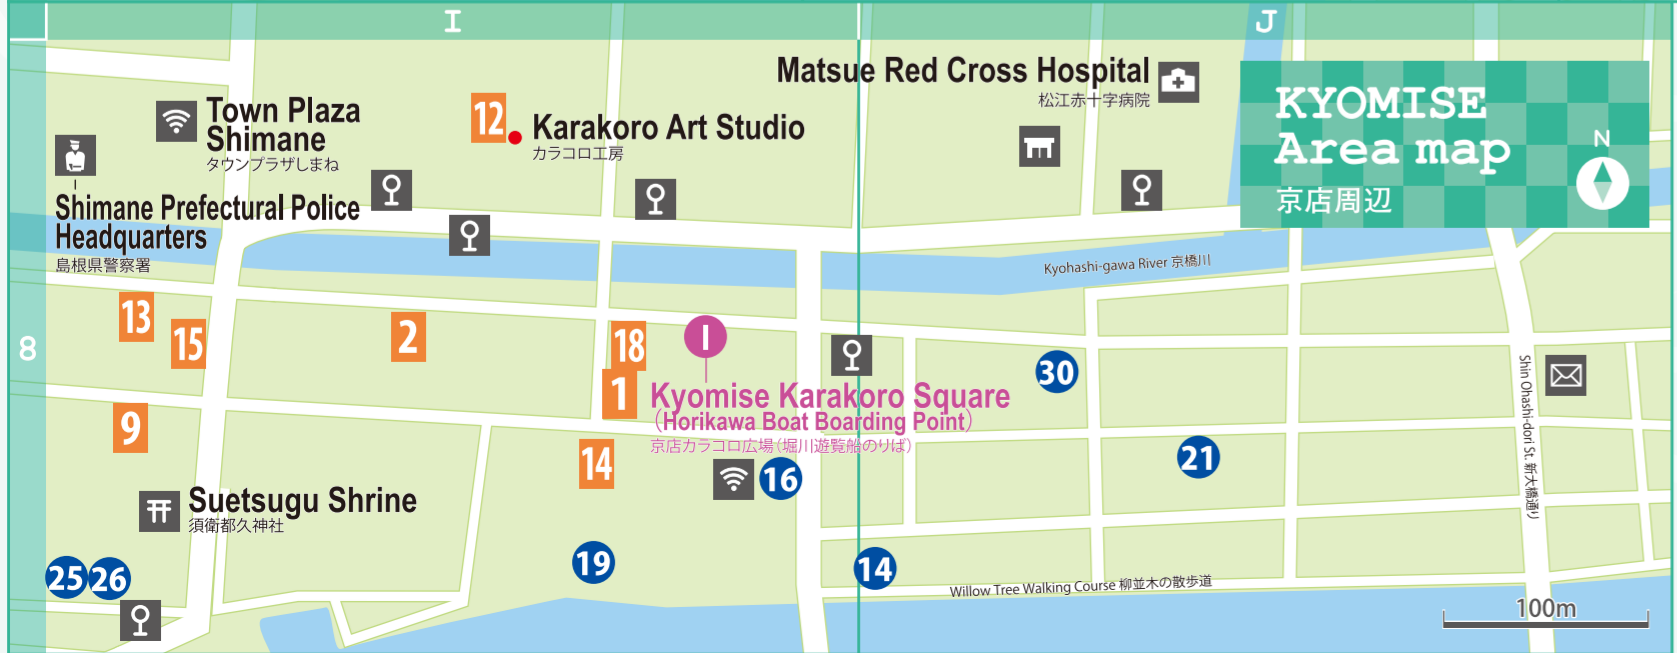 I
J
8
KYOMISE
Area map
京店周辺
N
Matsue Red Cross Hospital
松江赤十字病院
Town Plaza
Shimane
タウンプラザしまね
12
Karakoro Art Studio
カラコロ工房
Shimane Prefectural Police
Headquarters
島根県警察署
Kyohashi-gawa River 京橋川
13
15
2
18
I
1
Kyomise Karakoro Square
(Horikawa Boat Boarding Point)
京店カラコロ広場(堀川遊覧船のりば)
30
Shin Ohashi-dori St. 新大橋通り
9
14
16
21
Suetsugu Shrine
須衛都久神社
25
26
19
14
Willow Tree Walking Course 柳並木の散歩道
100m